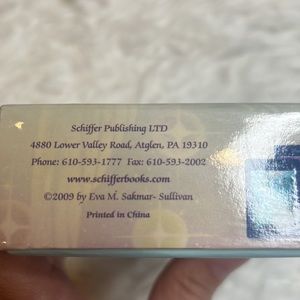 Schiffer Publishing LTD
4880 Lower Valley Road, Atglen, PA 19310
Phone: 610-593-1777 Fax: 610-593-2002
www.schifferbooks.com
©2009 by Eva M. Sakmar- Sullivan
Printed in China